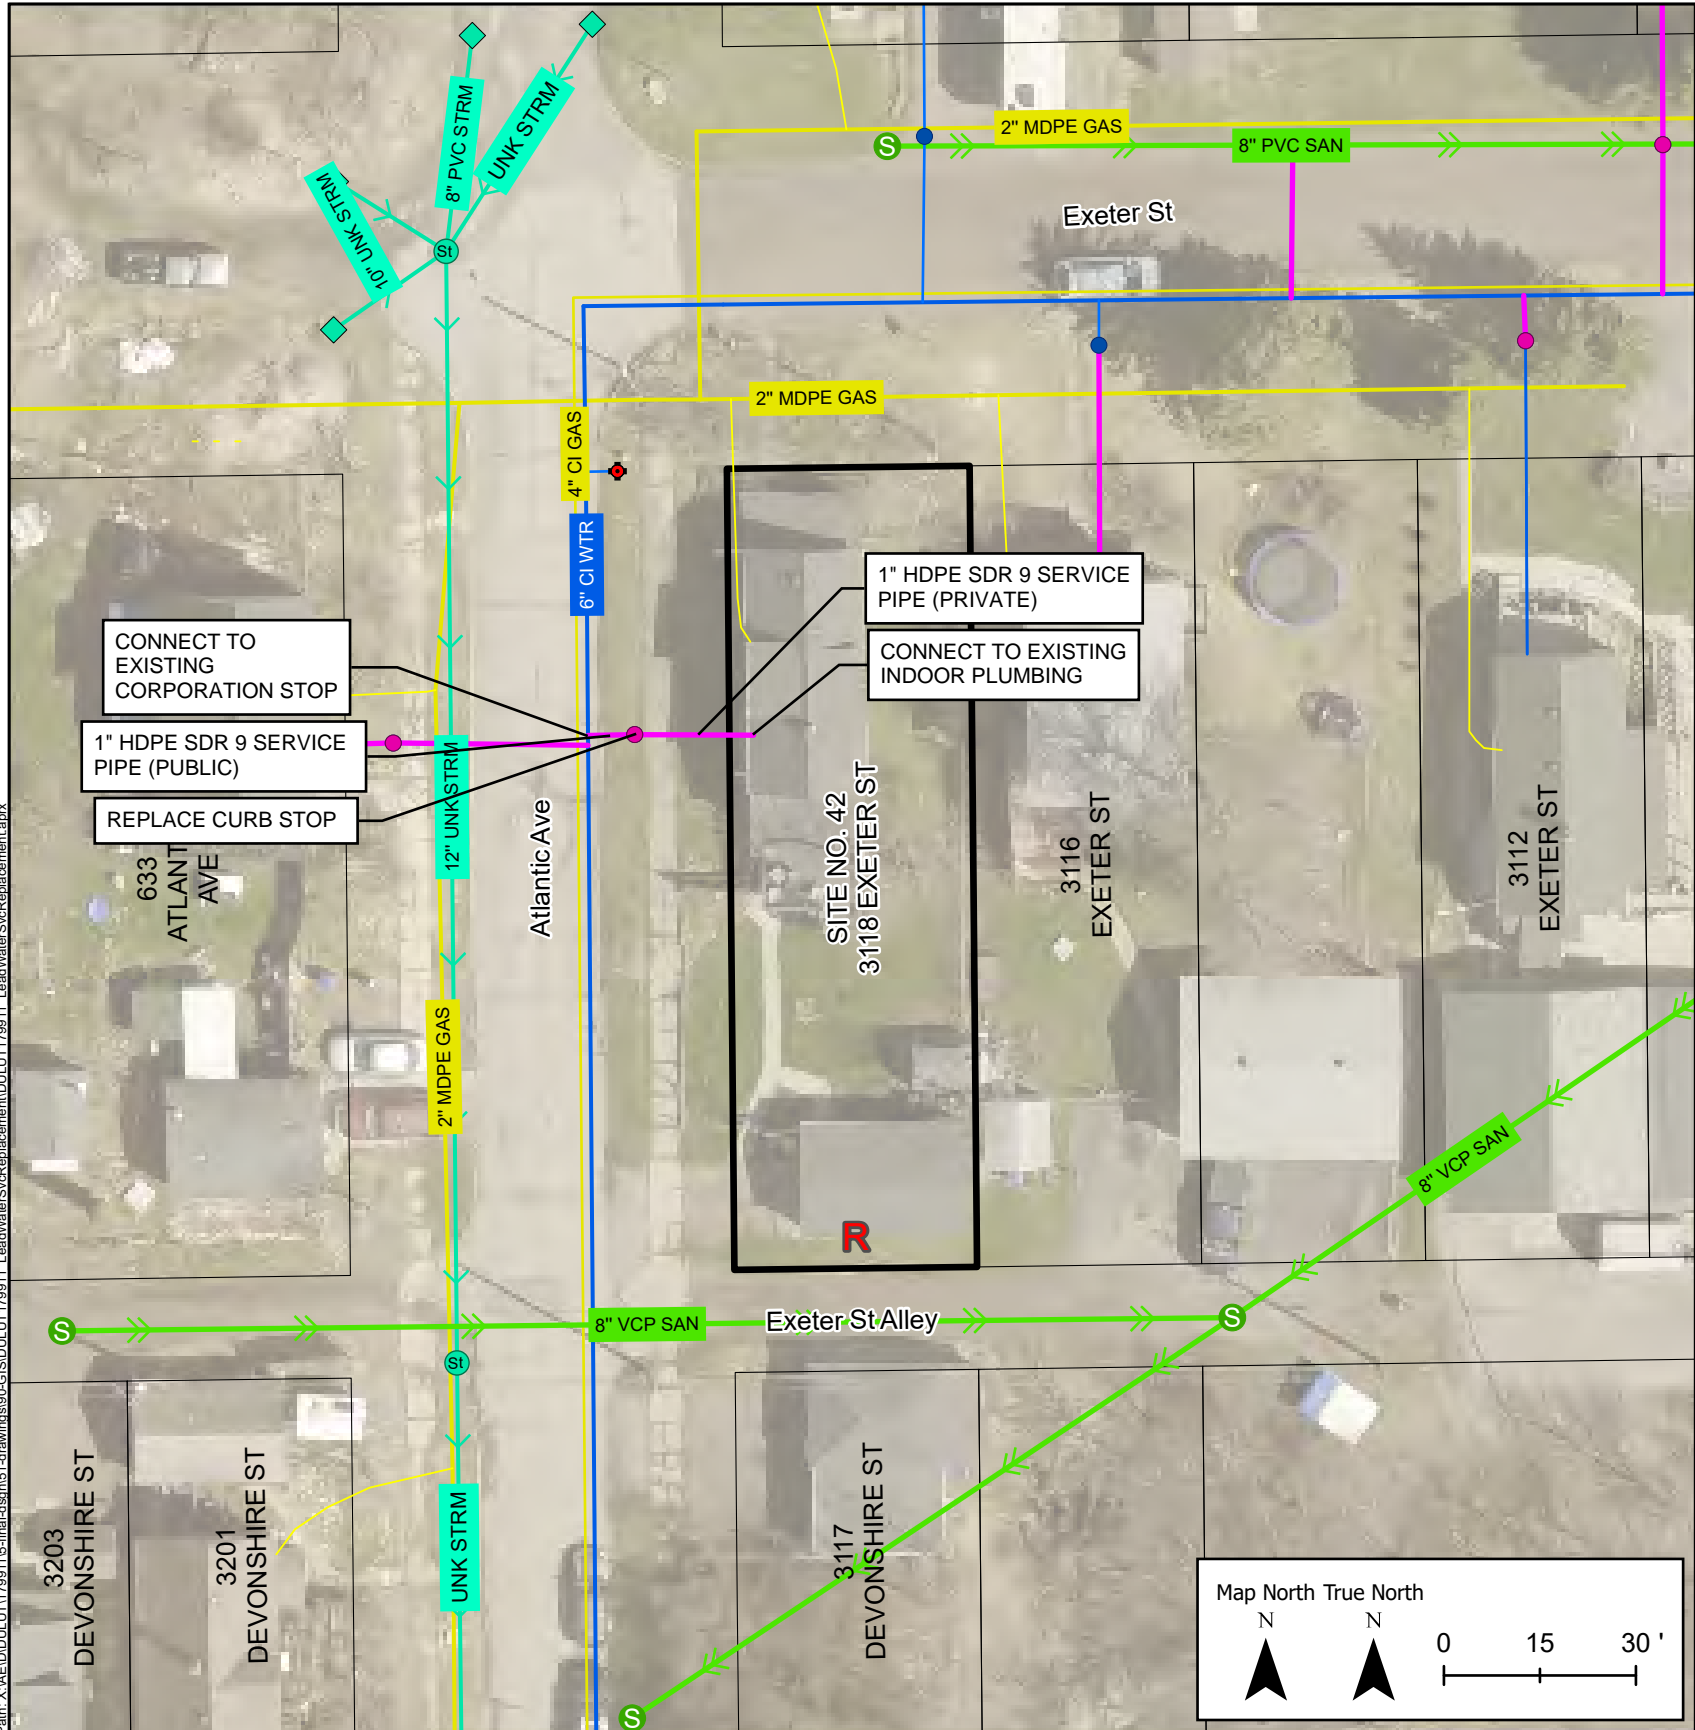 8" PVC STRM
UNK STRM
10" UNK STRM
St
2" MDPE GAS
S
8" PVC SAN
Exeter St
2" MDPE GAS
4" CI GAS
6" CI WTR
1" HDPE SDR 9 SERVICE
PIPE (PRIVATE)
CONNECT TO EXISTING
INDOOR PLUMBING
CONNECT TO
EXISTING
CORPORATION STOP
1" HDPE SDR 9 SERVICE
PIPE (PUBLIC)
REPLACE CURB STOP
12" UNK STRM
Atlantic Ave
633
ATLANT
AVE
SITE NO. 42
3118 EXETER ST
3116
EXETER ST
3112
EXETER ST
2" MDPE GAS
8" VCP SAN
R
S
8" VCP SAN
Exeter St Alley
S
St
3203
DEVONSHIRE ST
3201
DEVONSHIRE ST
UNK STRM
3117
DEVONSHIRE ST
S
Map North True North
N N
0 15 30 '